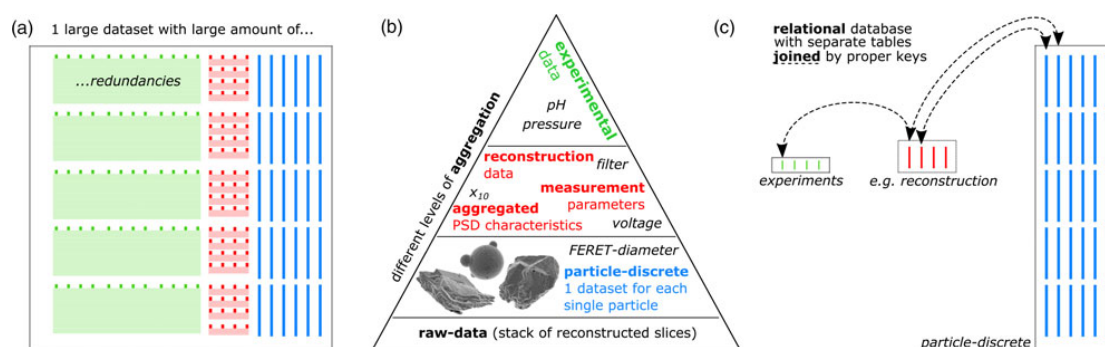 (a)
1 large dataset with large amount of...
...redundancies
(b)
different levels of aggregation
experimental
data
pH
pressure
reconstruction
data
filter
x10
measurement
parameters
aggregated
PSD characteristics
voltage
FERET-diameter
particle-discrete
1 dataset for each
single particle
raw-data (stack of reconstructed slices)
(c)
relational database
with separate tables
joined by proper keys
experiments
e.g. reconstruction
particle-discrete